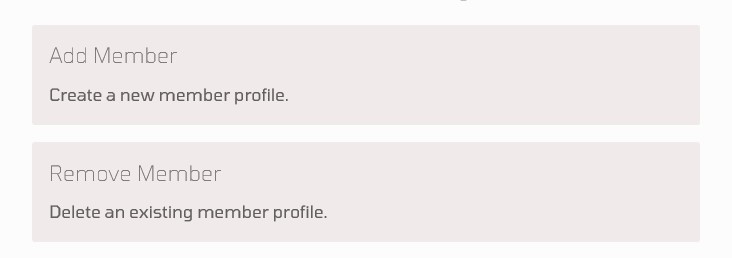 Add Member
Create a new member profile.
Remove Member
Delete an existing member profile.